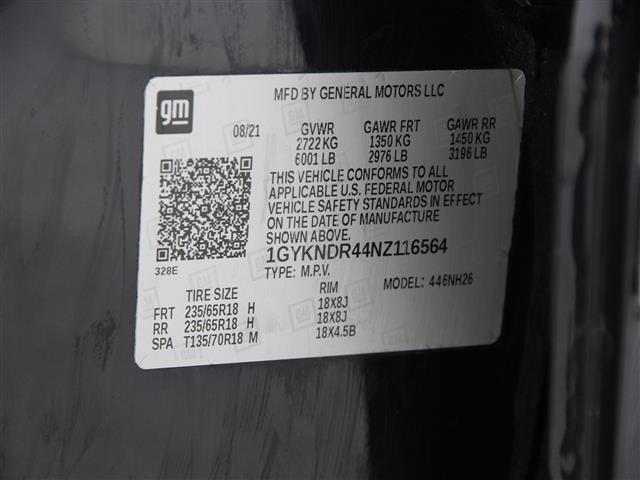 MFD BY GENERAL MOTORS LLC
gm
08/21 GVWR GAWR FRT GAWR RR
2722 KG 1350 KG 1450 KG
6001 LB 2976 LB 3196 LB
THIS VEHICLE CONFORMS TO ALL
APPLICABLE U.S. FEDERAL MOTOR
VEHICLE SAFETY STANDARDS IN EFFECT
ON THE DATE OF MANUFACTURE
SHOWN ABOVE.
328E
1GYKNDR44NZ116564
TYPE: M.P.V. MODEL: 446NH26
TIRE SIZE RIM
FRT 235/65R18 H 18X8J
RR 235/65R18 H 18X8J
SPA T135/70R18 M 18X4.5B